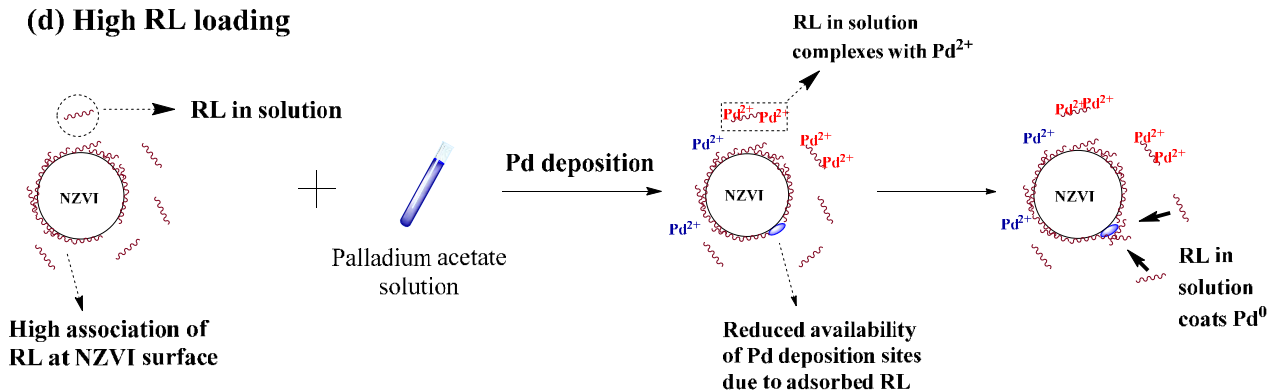 (d) High RL loading
RL in solution
NZVI
High association of
RL at NZVI surface
Palladium acetate
solution
Pd deposition
RL in solution
complexes with Pd²⁺
Pd²⁺
Pd²⁺
Pd²⁺
Pd²⁺
Pd²⁺
NZVI
Pd²⁺
Reduced availability
of Pd deposition sites
due to adsorbed RL
Pd²⁺
Pd²⁺
Pd²⁺
Pd²⁺
Pd²⁺
NZVI
Pd²⁺
RL in
solution
coats Pd⁰